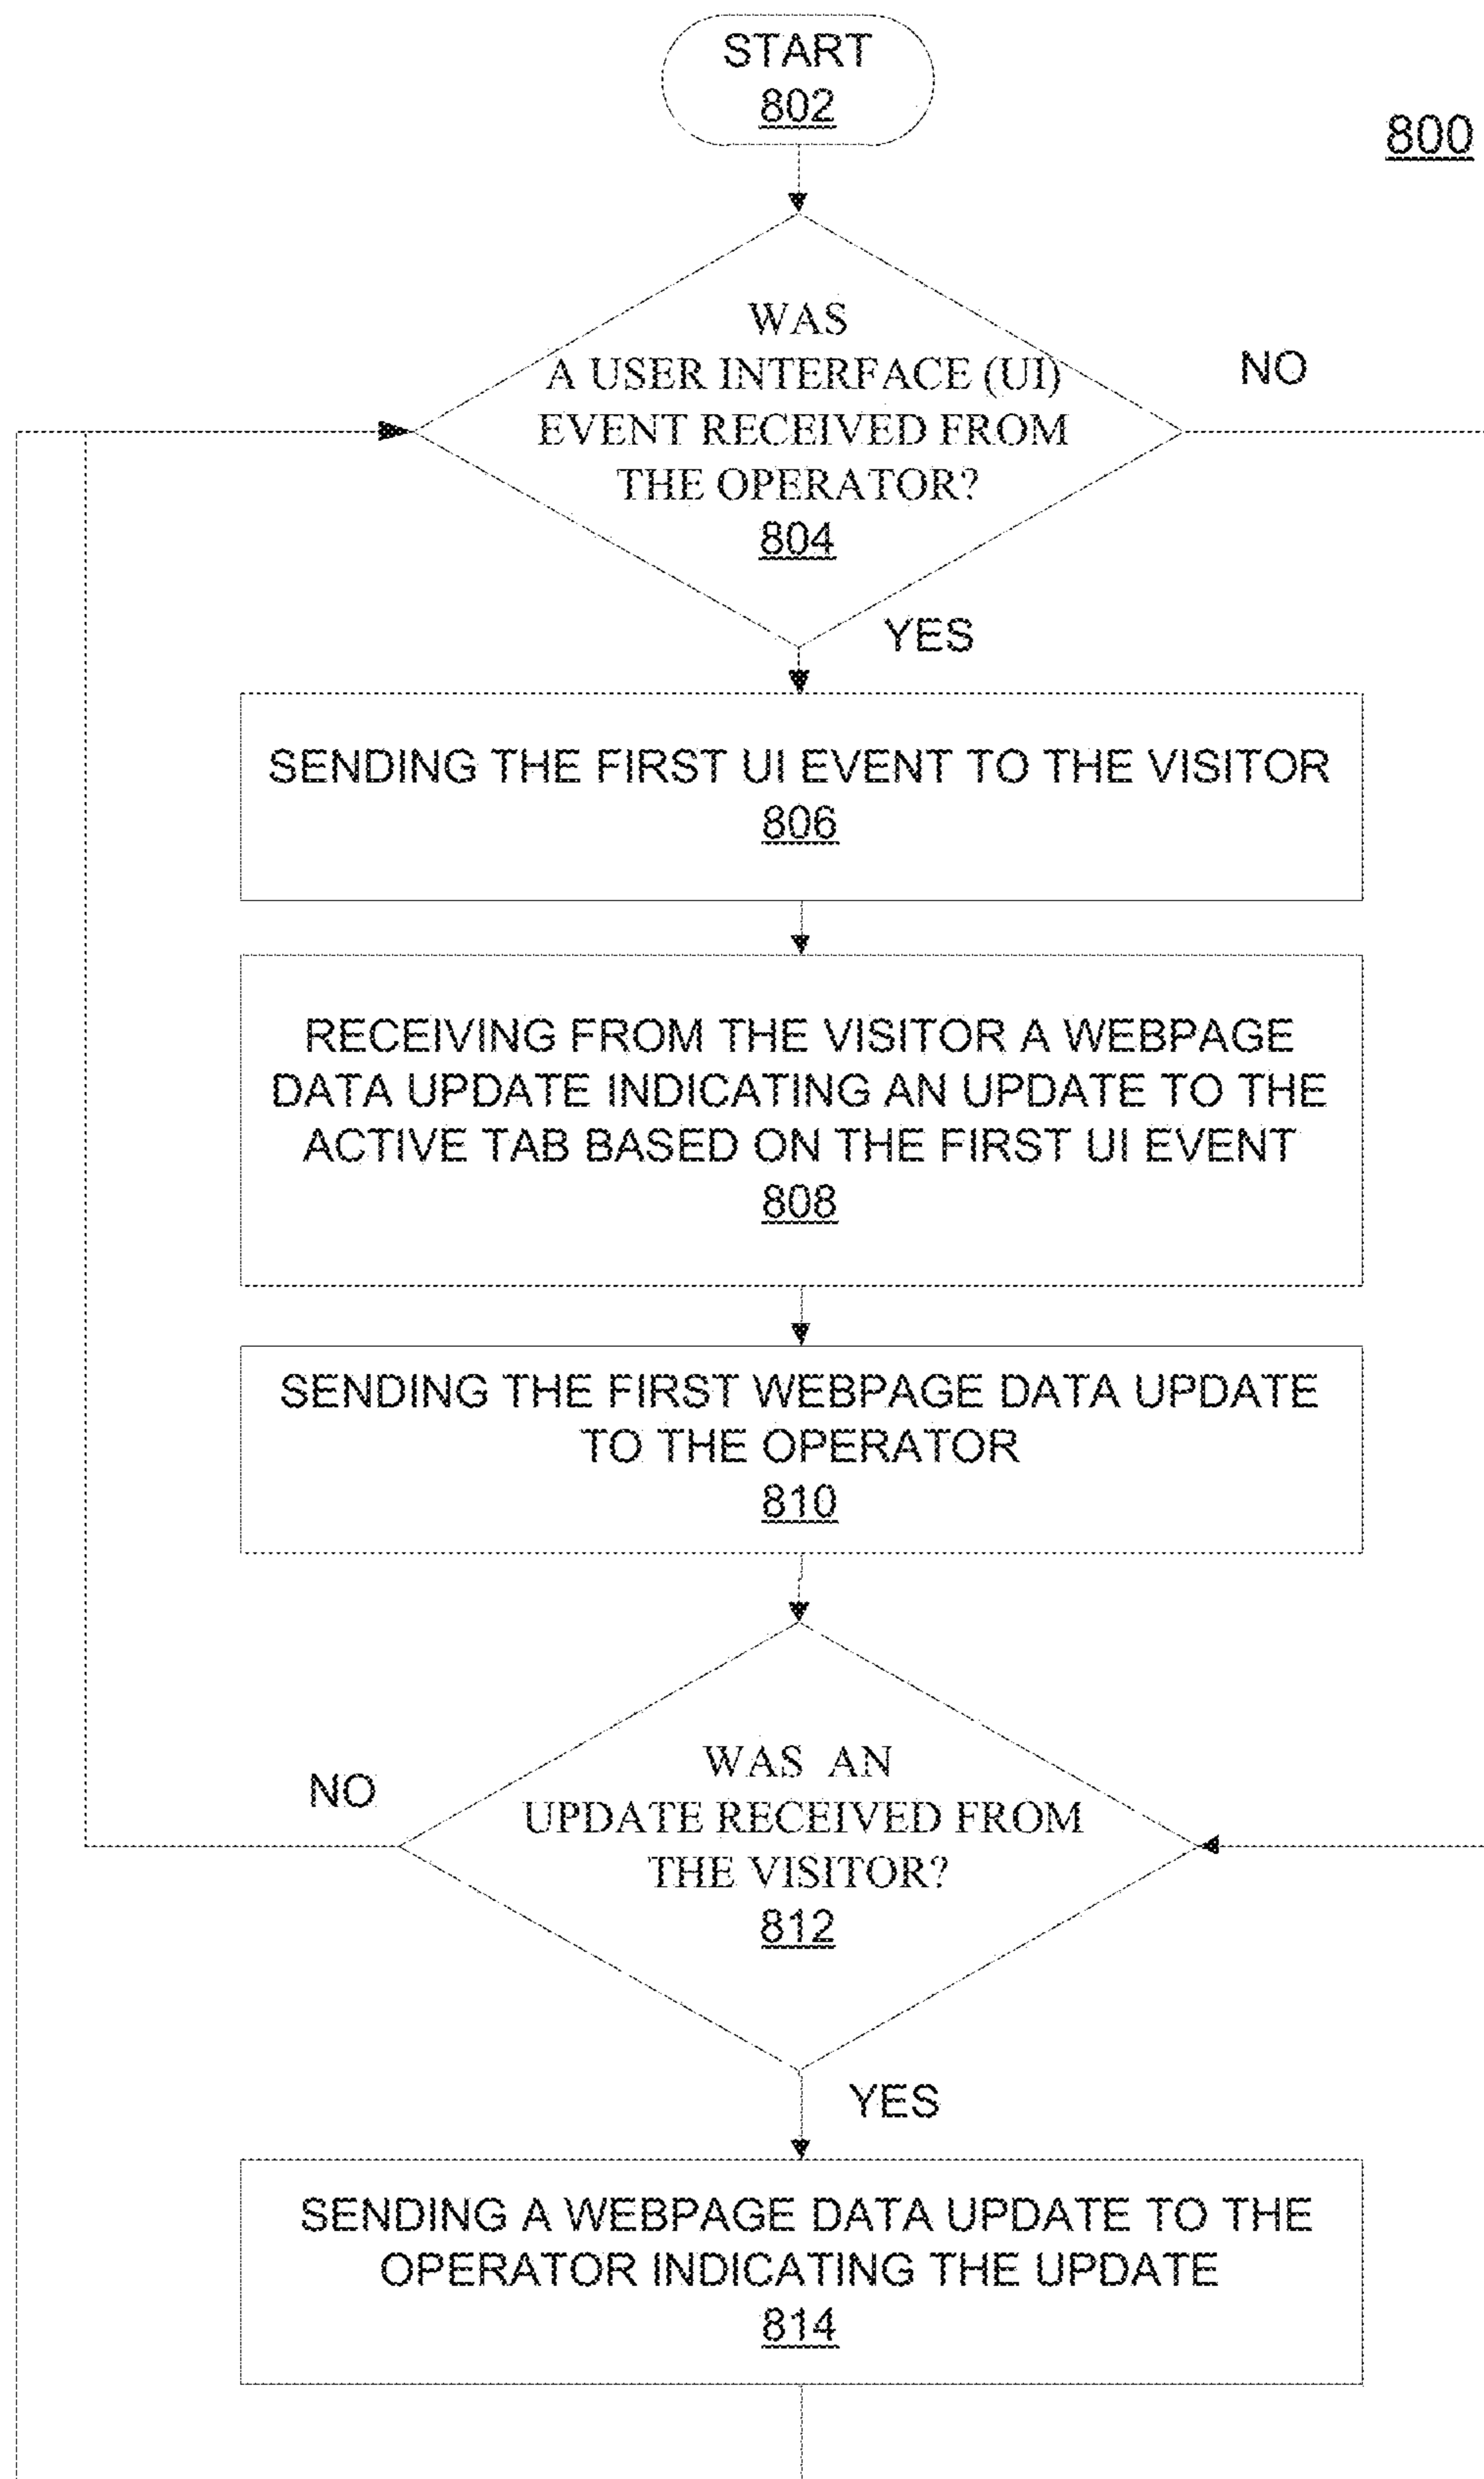 START
802
800
WAS
A USER INTERFACE (UI)
EVENT RECEIVED FROM
THE OPERATOR?
804
NO
YES
SENDING THE FIRST UI EVENT TO THE VISITOR
806
RECEIVING FROM THE VISITOR A WEBPAGE
DATA UPDATE INDICATING AN UPDATE TO THE
ACTIVE TAB BASED ON THE FIRST UI EVENT
808
SENDING THE FIRST WEBPAGE DATA UPDATE
TO THE OPERATOR
810
WAS AN
UPDATE RECEIVED FROM
THE VISITOR?
812
NO
YES
SENDING A WEBPAGE DATA UPDATE TO THE
OPERATOR INDICATING THE UPDATE
814